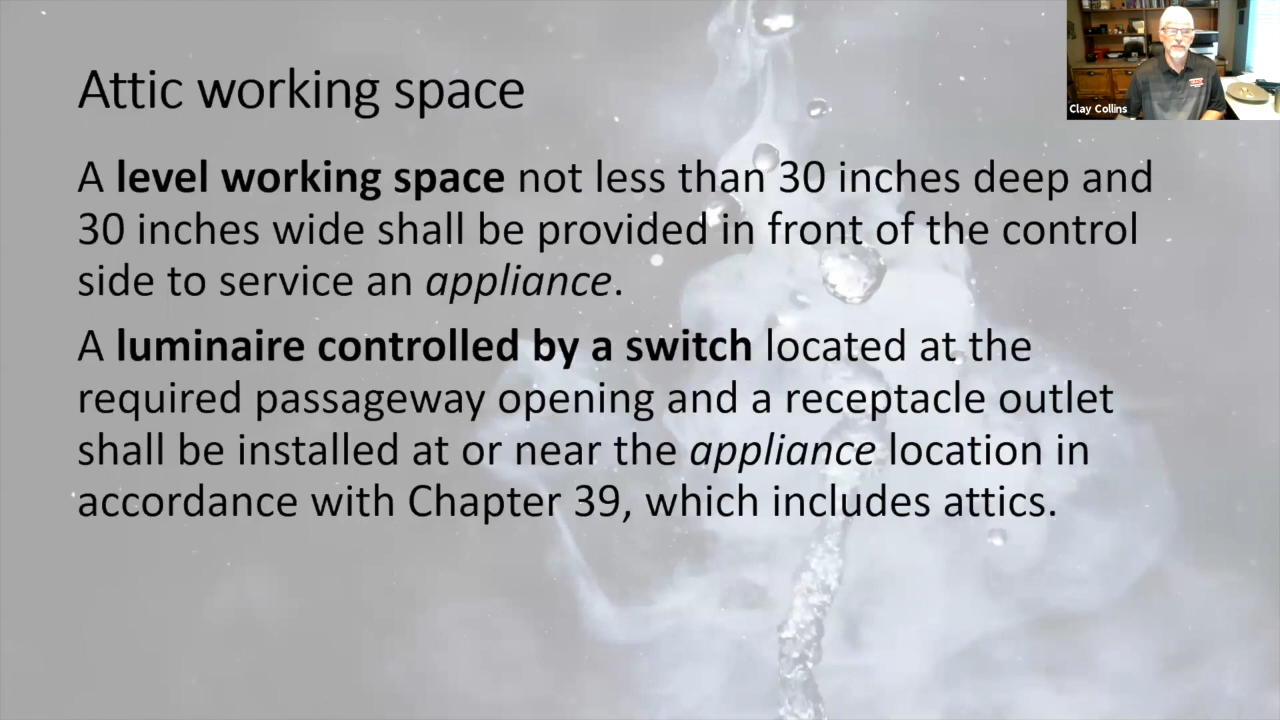 Attic working space
Clay Collins
A level working space not less than 30 inches deep and
30 inches wide shall be provided in front of the control
side to service an appliance.
A luminaire controlled by a switch located at the
required passageway opening and a receptacle outlet
shall be installed at or near the appliance location in
accordance with Chapter 39, which includes attics.